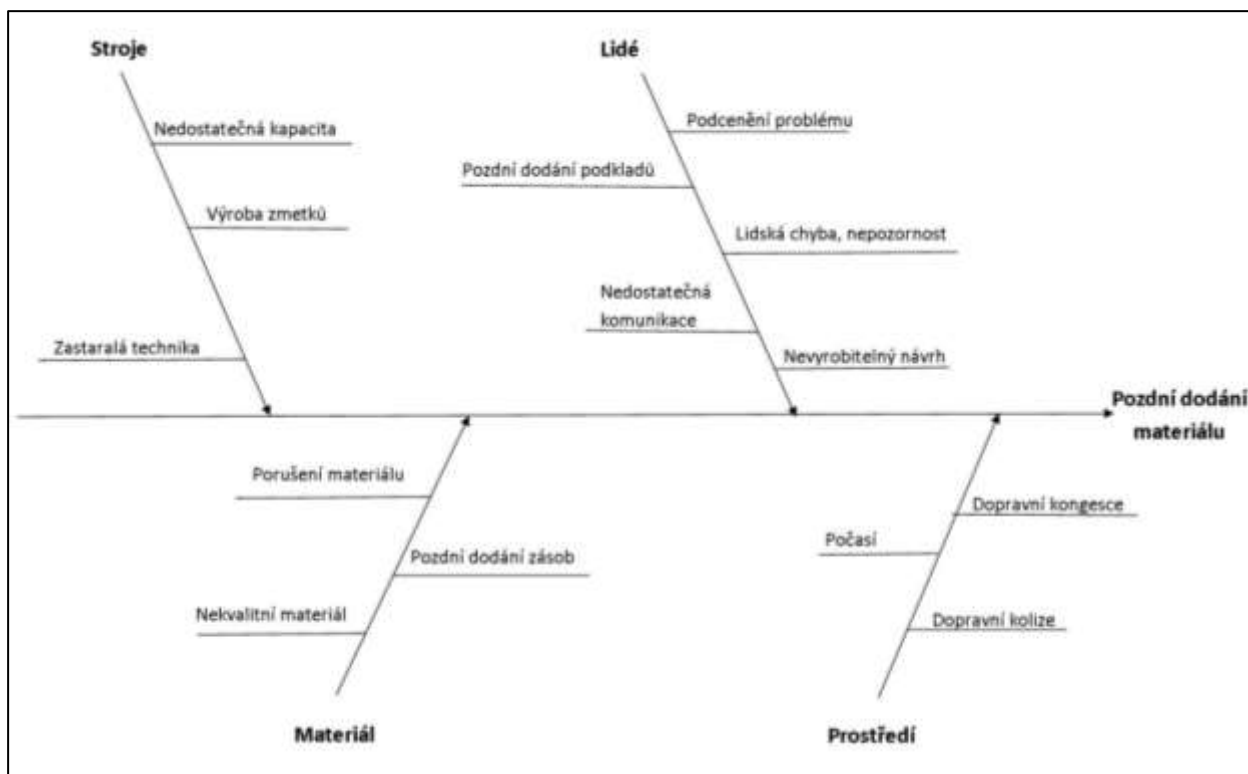 Stroje
Lidé
Nedostatečná kapacita
Podcenění problému
Pozdní dodání podkladů
Výroba zmetků
Lidská chyba, nepozornost
Nedostatečná
komunikace
Zastaralá technika
Nevyrobitelný návrh
Pozdní dodání
materiálu
Porušení materiálu
Dopravní kongesce
Počasí
Pozdní dodání zásob
Nekvalitní materiál
Dopravní kolize
Materiál
Prostředí